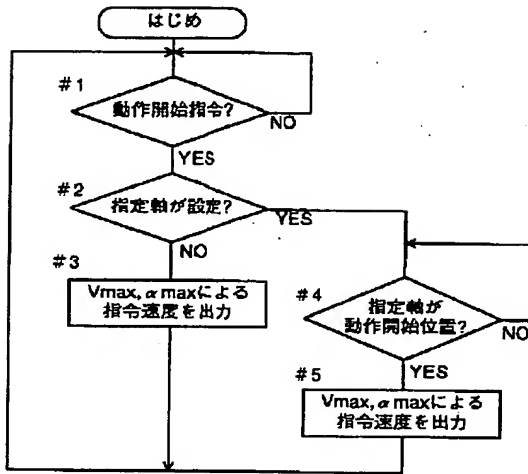 はじめ
#1
動作開始指令?
NO
YES
#2
指定軸が設定?
YES
NO
#3
Vmax,αmaxによる
指令速度を出力
#4
指定軸が
動作開始位置?
NO
YES
#5
Vmax,αmaxによる
指令速度を出力